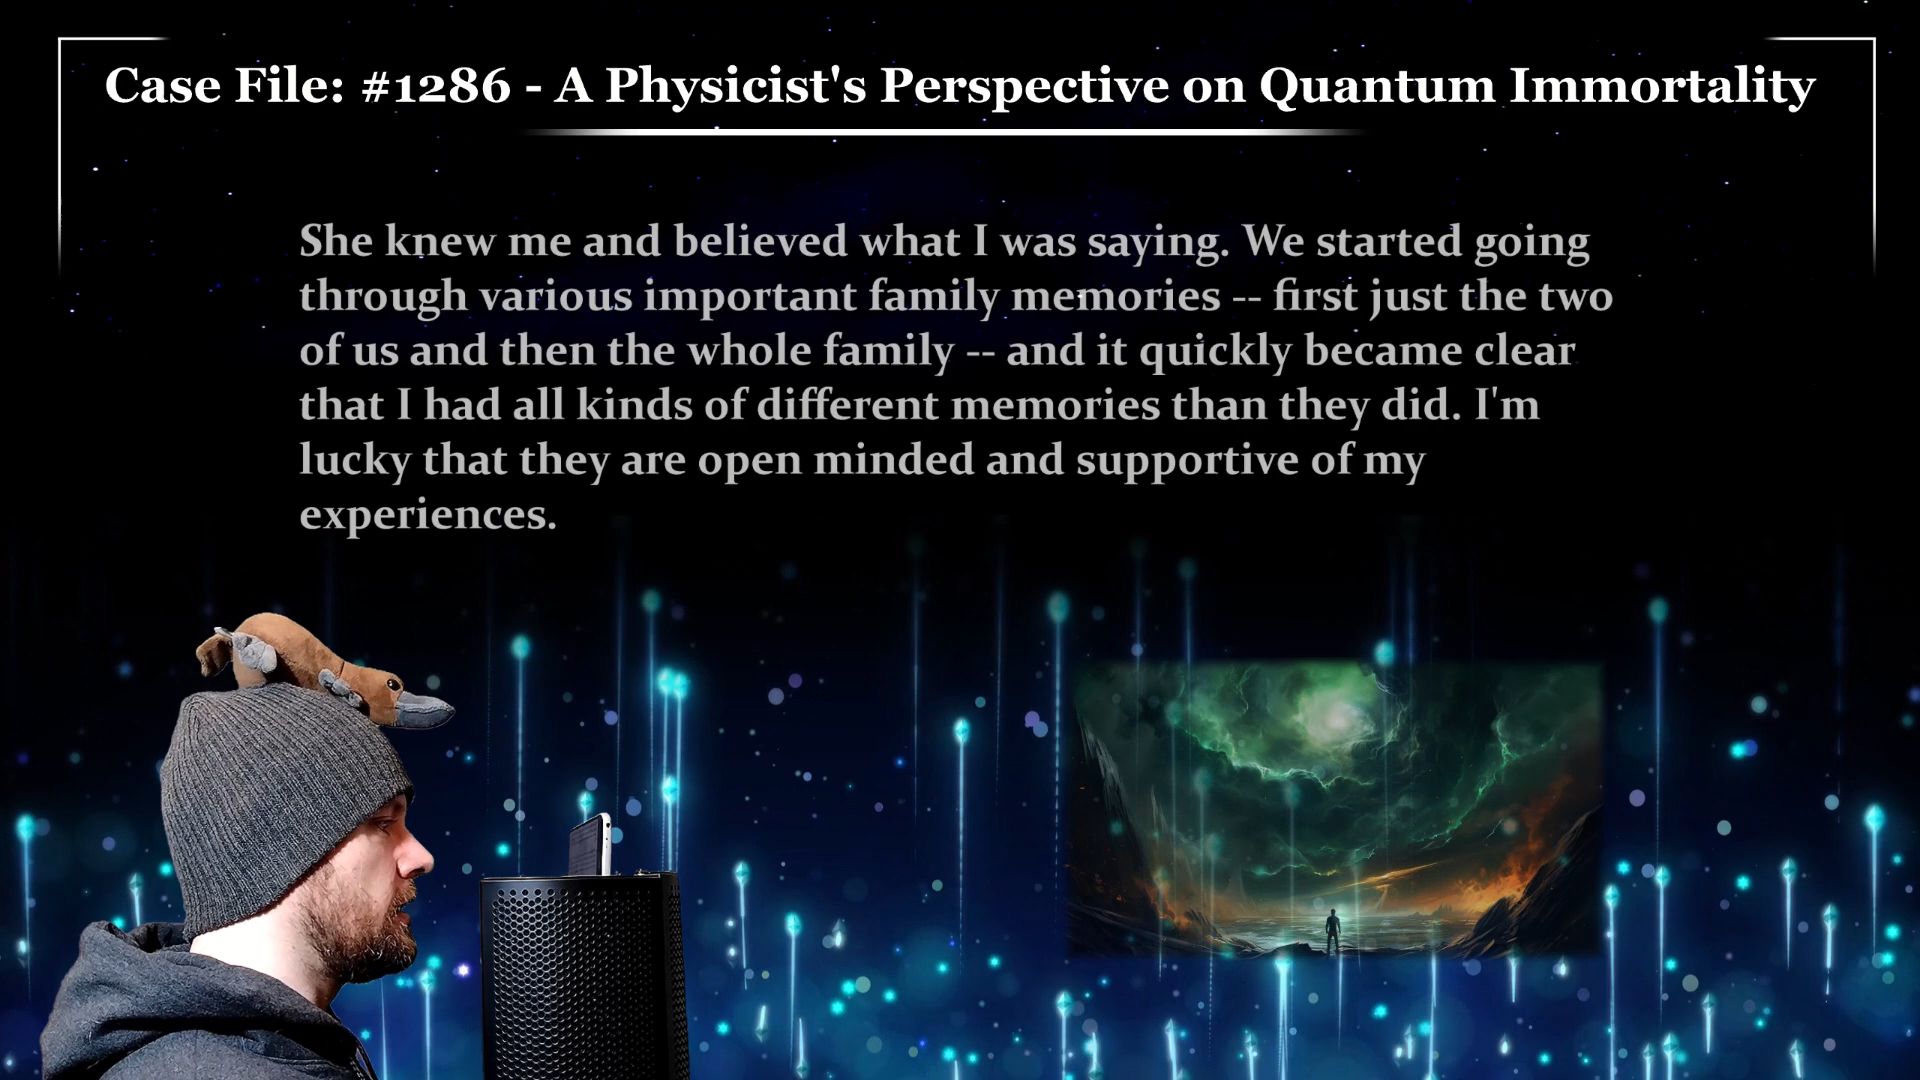 Case File: #1286 - A Physicist's Perspective on Quantum Immortality
She knew me and believed what I was saying. We started going
through various important family memories -- first just the two
of us and then the whole family -- and it quickly became clear
that I had all kinds of different memories than they did. I'm
lucky that they are open minded and supportive of my
experiences.